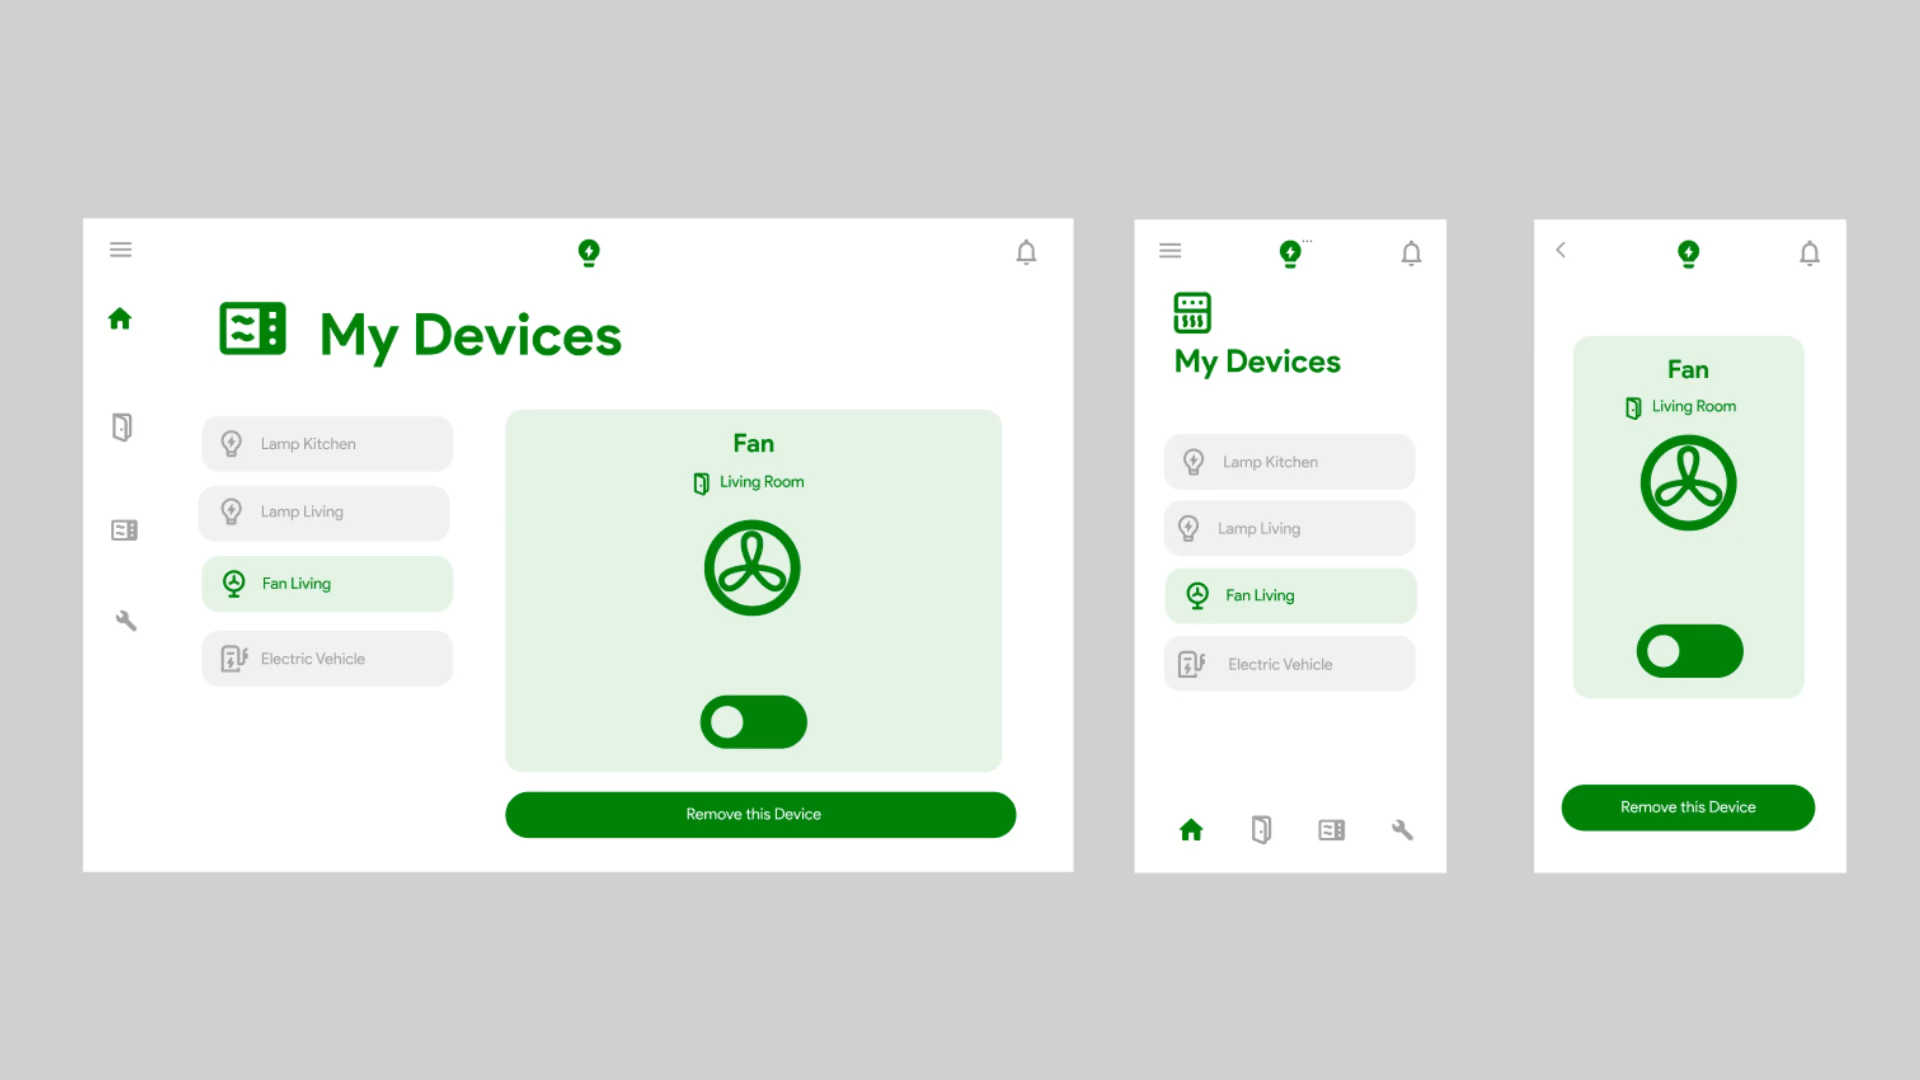 My Devices
Lamp Kitchen
Lamp Living
Fan Living
Electric Vehicle
Fan
Living Room
Remove this Device
...
My Devices
Lamp Kitchen
Lamp Living
Fan Living
Electric Vehicle
Fan
Living Room
Remove this Device